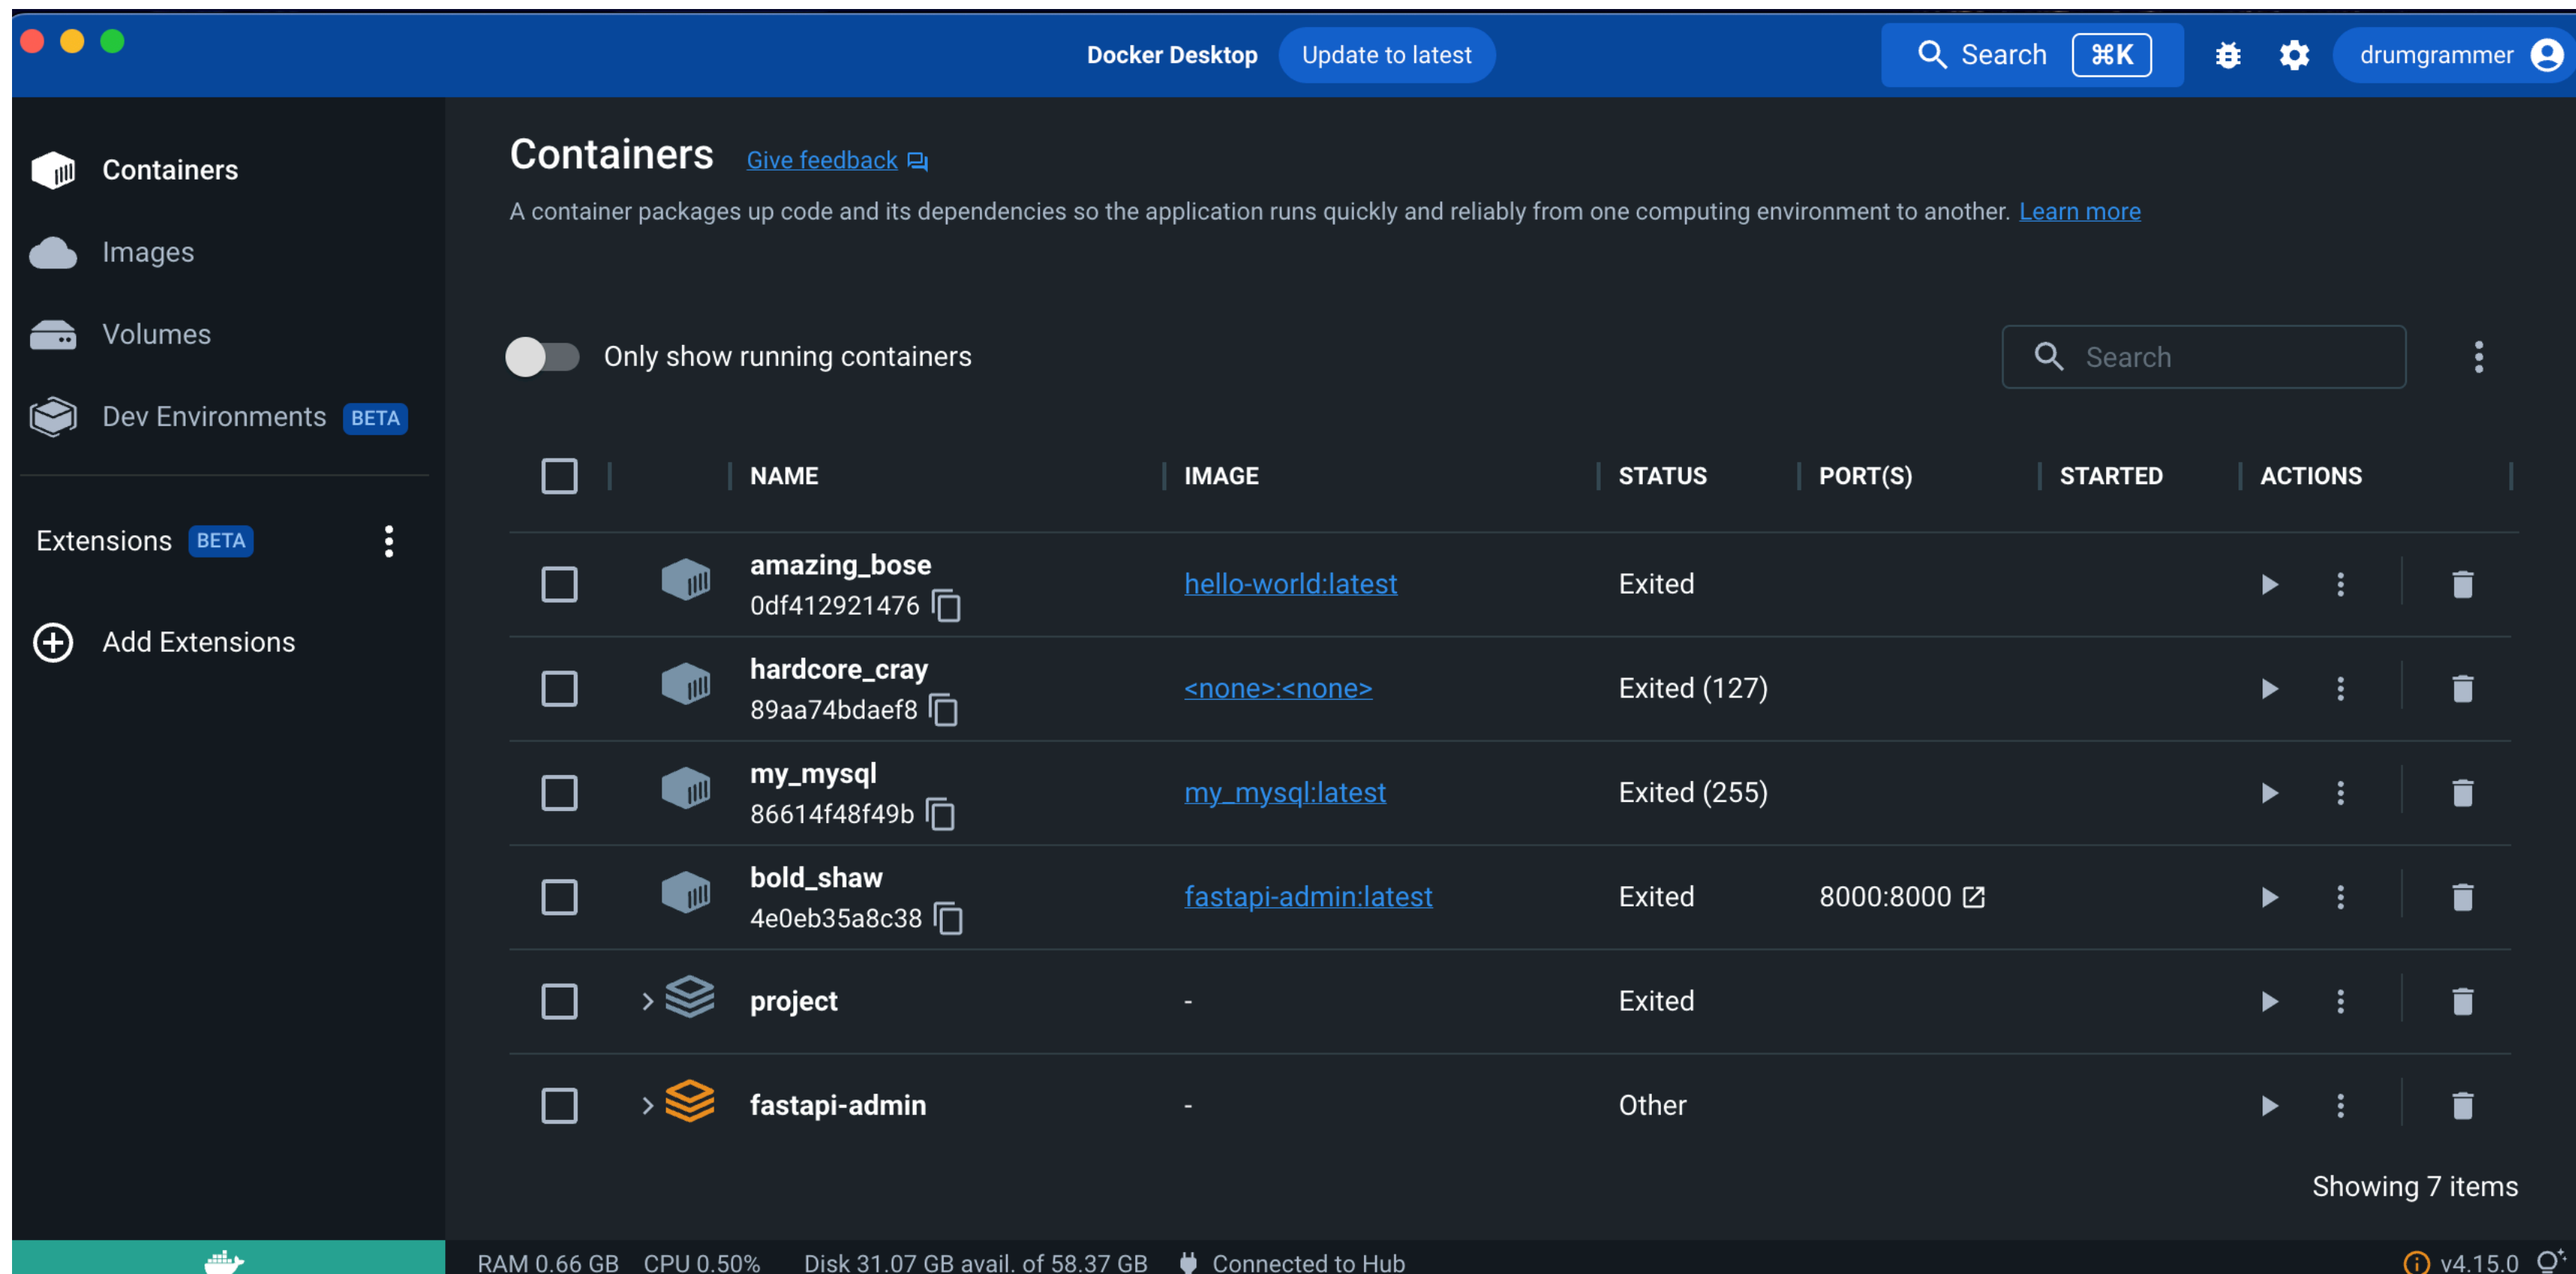 Docker Desktop Update to latest Search ⌘K drumgrammer
Containers
Images
Volumes
Dev Environments BETA
Extensions BETA
Add Extensions
Containers Give feedback
A container packages up code and its dependencies so the application runs quickly and reliably from one computing environment to another. Learn more
Only show running containers Search
NAME IMAGE STATUS PORT(S) STARTED ACTIONS
amazing_bose
0df412921476 hello-world:latest Exited
hardcore_cray
89aa74bdaef8 <none>:<none> Exited (127)
my_mysql
86614f48f49b my_mysql:latest Exited (255)
bold_shaw
4e0eb35a8c38 fastapi-admin:latest Exited 8000:8000
project - Exited
fastapi-admin - Other
Showing 7 items
RAM 0.66 GB CPU 0.50% Disk 31.07 GB avail. of 58.37 GB Connected to Hub v4.15.0